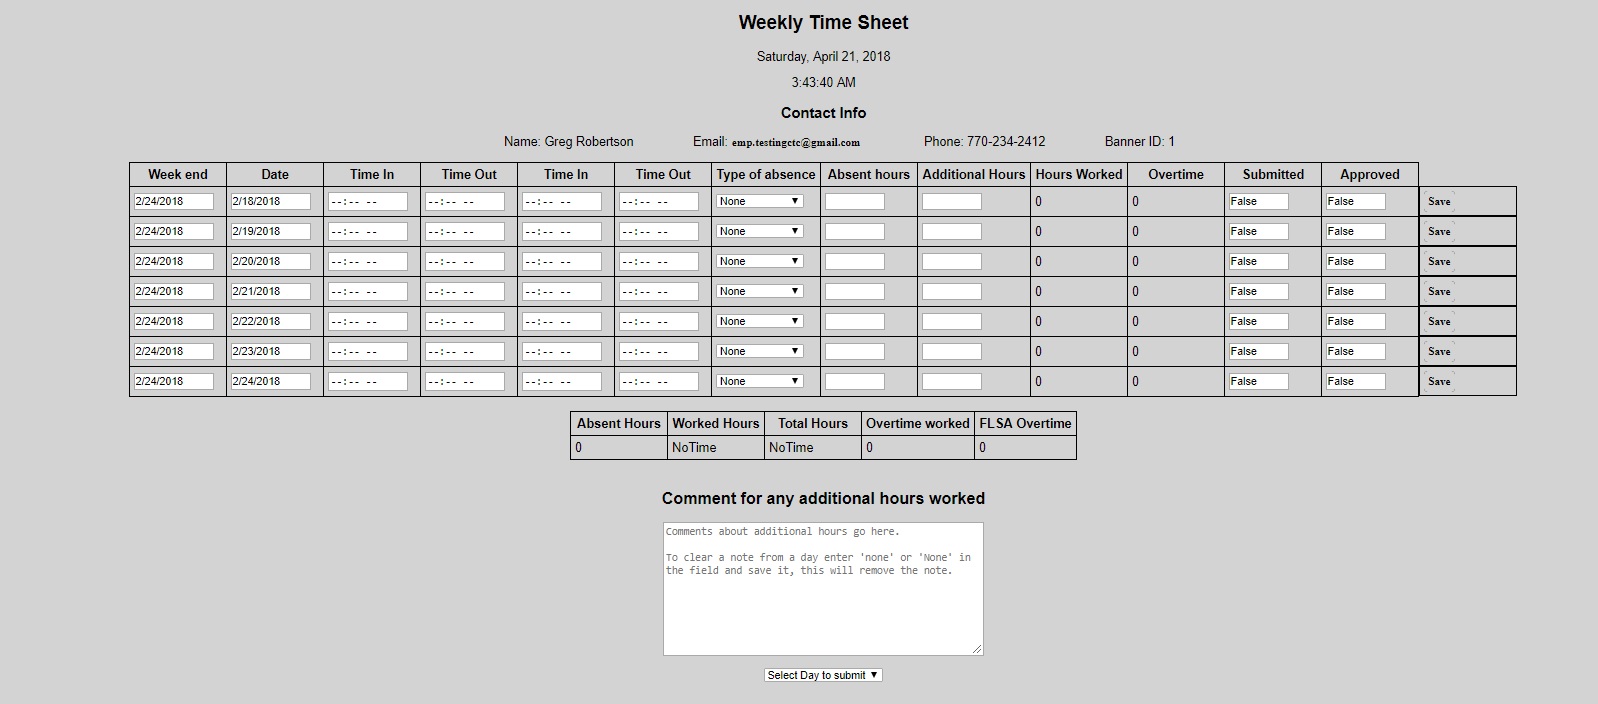 Weekly Time Sheet
Saturday, April 21, 2018
3:43:40 AM
Contact Info
Name: Greg Robertson Email: emp.testingctc@gmail.com Phone: 770-234-2412 Banner ID: 1
Week end Date Time In Time Out Time In Time Out Type of absence Absent hours Additional Hours Hours Worked Overtime Submitted Approved
2/24/2018 2/18/2018 --:-- -- --:-- -- --:-- -- --:-- -- None 0 0 False False Save
2/24/2018 2/19/2018 --:-- -- --:-- -- --:-- -- --:-- -- None 0 0 False False Save
2/24/2018 2/20/2018 --:-- -- --:-- -- --:-- -- --:-- -- None 0 0 False False Save
2/24/2018 2/21/2018 --:-- -- --:-- -- --:-- -- --:-- -- None 0 0 False False Save
2/24/2018 2/22/2018 --:-- -- --:-- -- --:-- -- --:-- -- None 0 0 False False Save
2/24/2018 2/23/2018 --:-- -- --:-- -- --:-- -- --:-- -- None 0 0 False False Save
2/24/2018 2/24/2018 --:-- -- --:-- -- --:-- -- --:-- -- None 0 0 False False Save
Absent Hours Worked Hours Total Hours Overtime worked FLSA Overtime
0 NoTime NoTime 0 0
Comment for any additional hours worked
Comments about additional hours go here.
To clear a note from a day enter 'none' or 'None' in
the field and save it, this will remove the note.
Select Day to submit